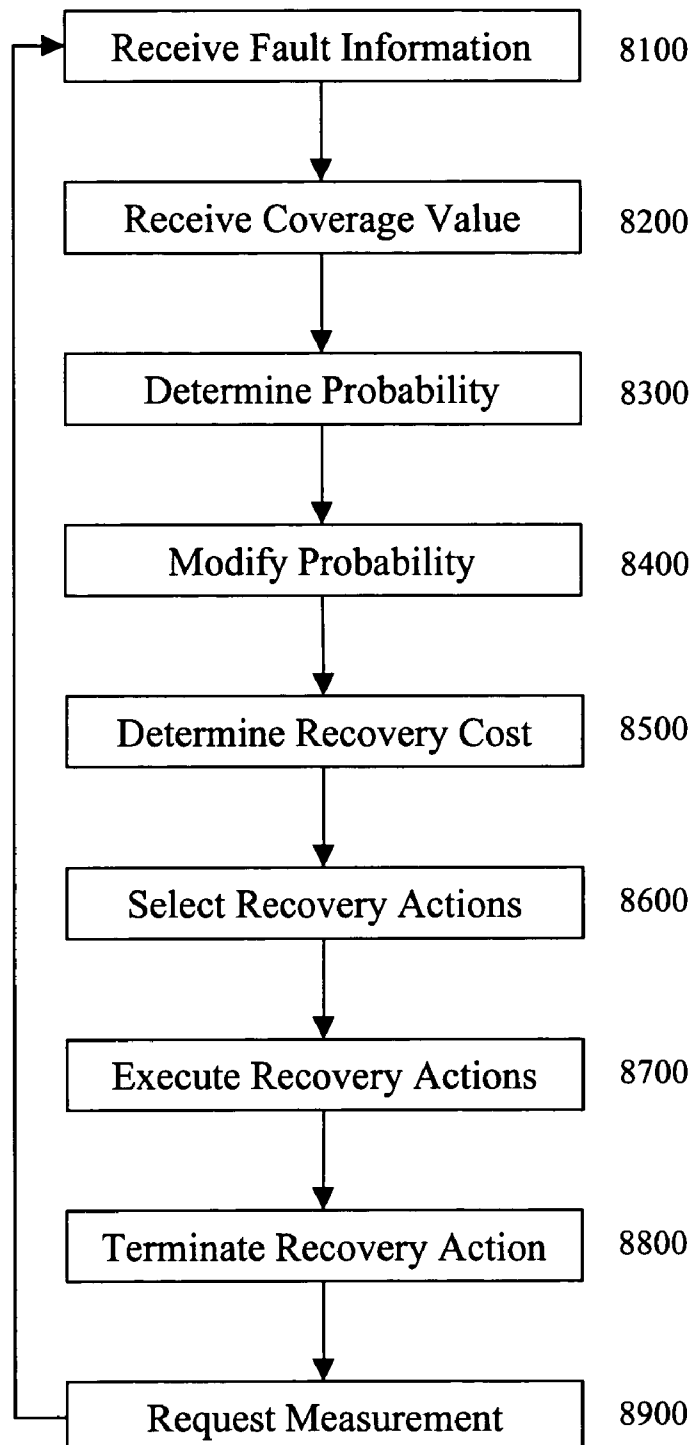 Receive Fault Information 8100
Receive Coverage Value 8200
Determine Probability 8300
Modify Probability 8400
Determine Recovery Cost 8500
Select Recovery Actions 8600
Execute Recovery Actions 8700
Terminate Recovery Action 8800
Request Measurement 8900